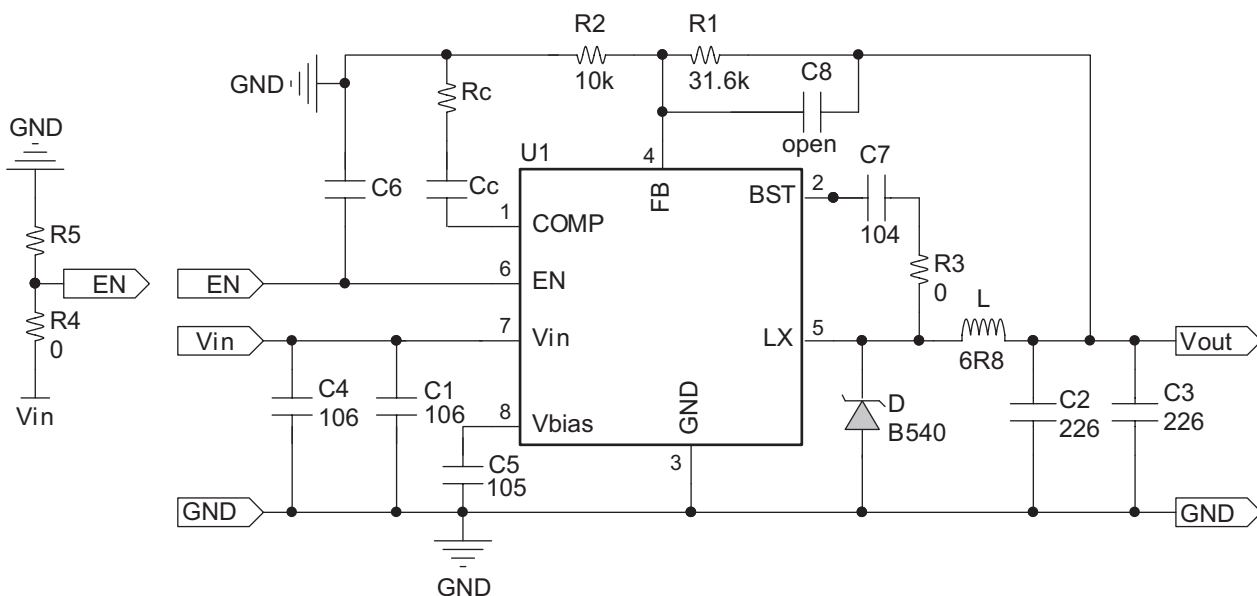 R2
R1
10k
31.6k
C8
open
GND
Rc
GND
U1
4
C7
C6
Cc
FB
BST
2
104
1
COMP
R5
R3
0
EN
EN
6
EN
L
R4
0
Vin
7
Vin
LX
5
6R8
Vout
Vin
C4
106
C1
106
8
Vbias
GND
3
D
B540
C2
226
C3
226
C5
105
GND
GND
GND